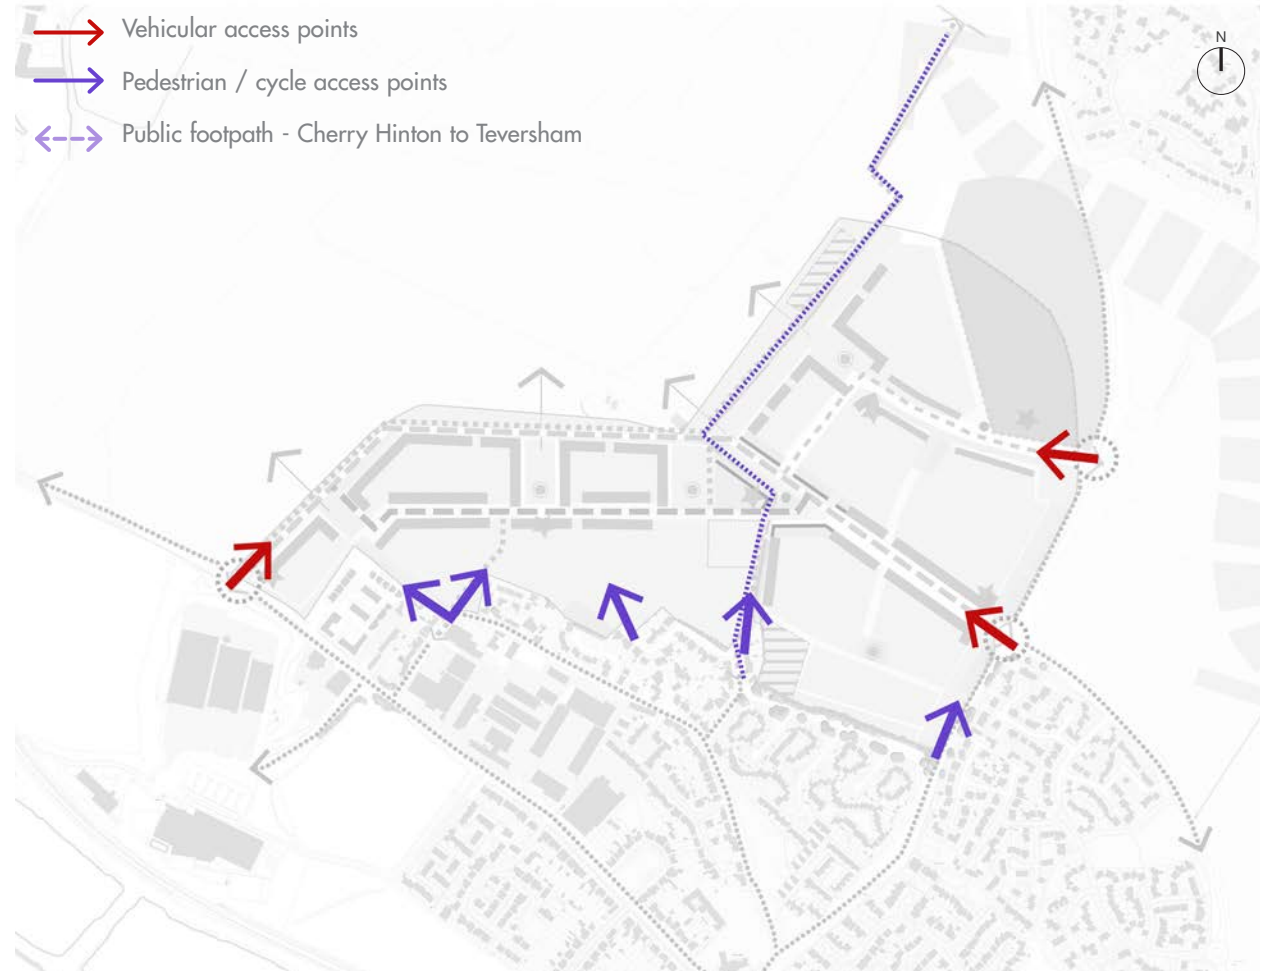 Vehicular access points
N
Pedestrian / cycle access points
Public footpath - Cherry Hinton to Teversham